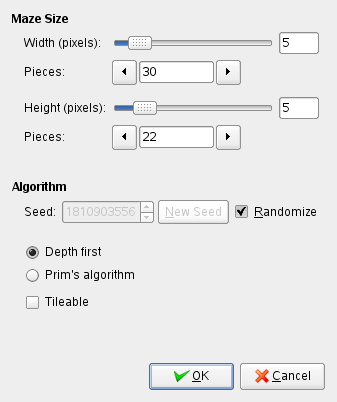 Maze Size
Width (pixels): 5
Pieces: 30
Height (pixels): 5
Pieces: 22
Algorithm
Seed: 1810903556 New Seed Randomize
Depth first
Prim's algorithm
Tileable
OK Cancel